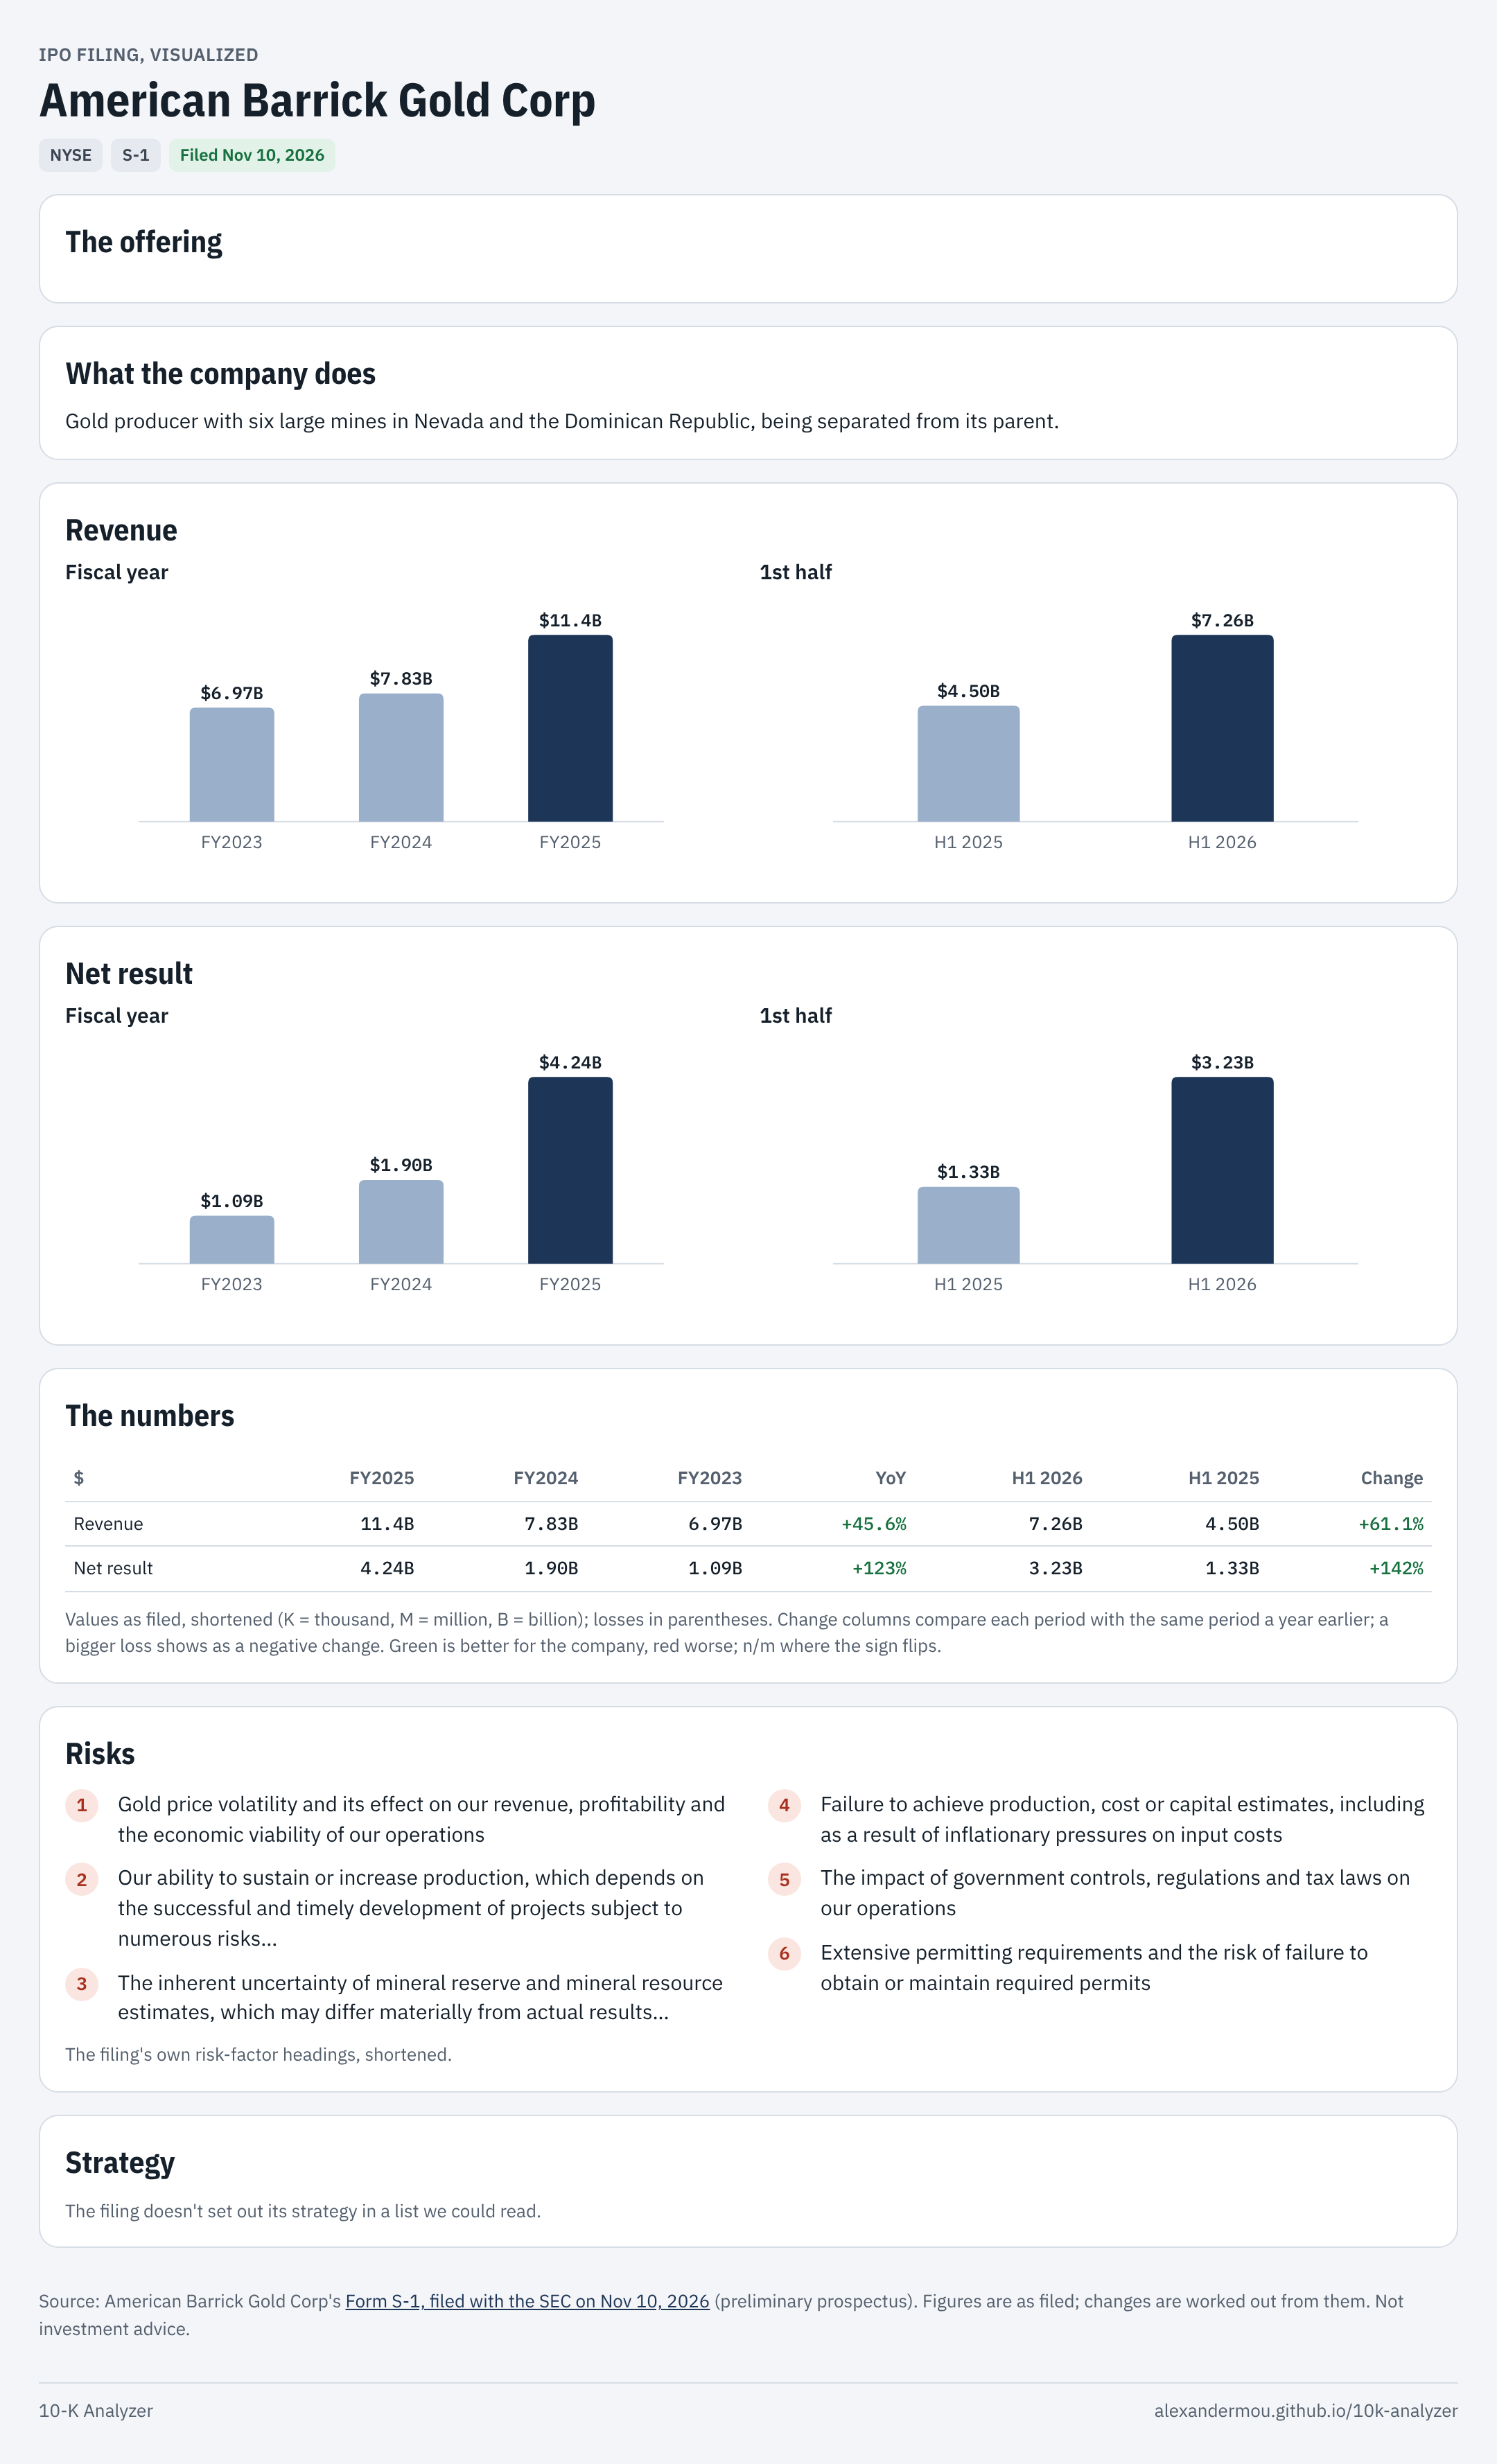 IPO FILING, VISUALIZED
American Barrick Gold Corp
NYSE S-1 Filed Nov 10, 2026
The offering
What the company does
Gold producer with six large mines in Nevada and the Dominican Republic, being separated from its parent.
Revenue
Fiscal year
$6.97B $7.83B $11.4B
FY2023 FY2024 FY2025
1st half
$4.50B $7.26B
H1 2025 H1 2026
Net result
Fiscal year
$1.09B $1.90B $4.24B
FY2023 FY2024 FY2025
1st half
$1.33B $3.23B
H1 2025 H1 2026
The numbers
$ FY2025 FY2024 FY2023 YoY H1 2026 H1 2025 Change
Revenue 11.4B 7.83B 6.97B +45.6% 7.26B 4.50B +61.1%
Net result 4.24B 1.90B 1.09B +123% 3.23B 1.33B +142%
Values as filed, shortened (K = thousand, M = million, B = billion); losses in parentheses. Change columns compare each period with the same period a year earlier; a
bigger loss shows as a negative change. Green is better for the company, red worse; n/m where the sign flips.
Risks
1 Gold price volatility and its effect on our revenue, profitability and
the economic viability of our operations
2 Our ability to sustain or increase production, which depends on
the successful and timely development of projects subject to
numerous risks…
3 The inherent uncertainty of mineral reserve and mineral resource
estimates, which may differ materially from actual results…
4 Failure to achieve production, cost or capital estimates, including
as a result of inflationary pressures on input costs
5 The impact of government controls, regulations and tax laws on
our operations
6 Extensive permitting requirements and the risk of failure to
obtain or maintain required permits
The filing's own risk-factor headings, shortened.
Strategy
The filing doesn't set out its strategy in a list we could read.
Source: American Barrick Gold Corp's Form S-1, filed with the SEC on Nov 10, 2026 (preliminary prospectus). Figures are as filed; changes are worked out from them. Not
investment advice.
10-K Analyzer
alexandermou.github.io/10k-analyzer